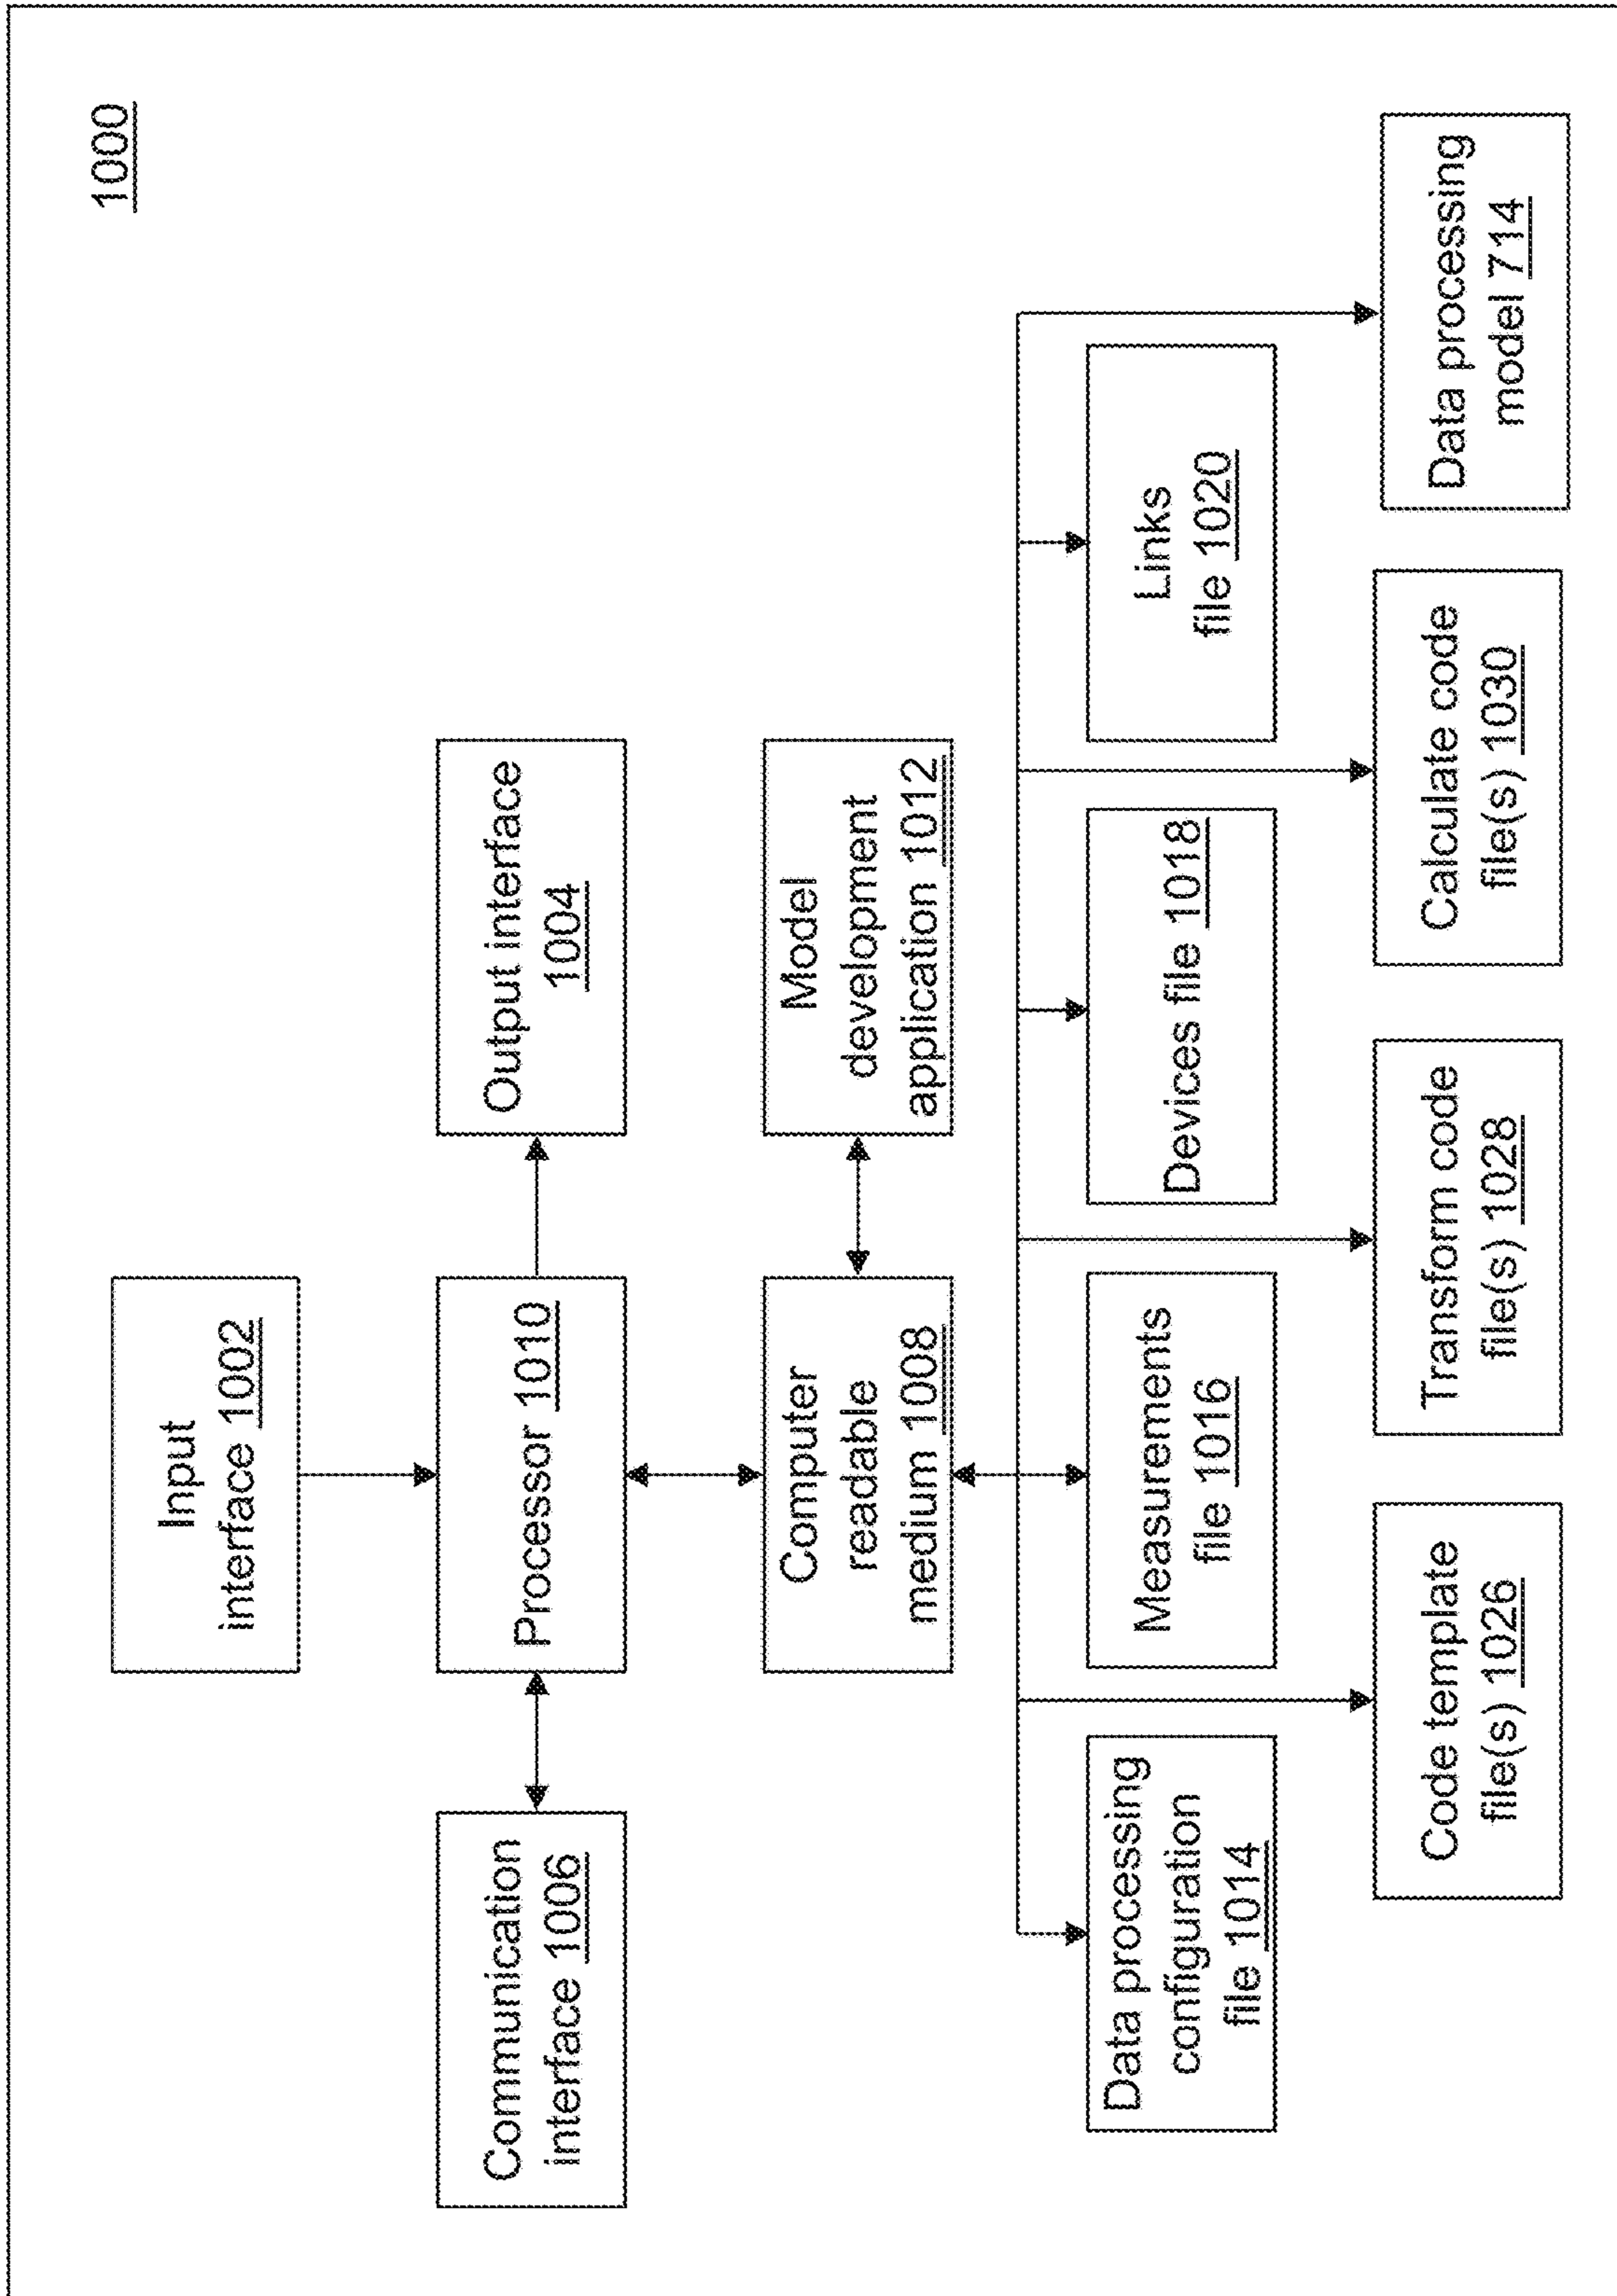 1000
Input
interface 1002
Communication
interface 1006
Processor 1010
Output interface
1004
Computer
readable
medium 1008
Model
development
application 1012
Data processing
configuration
file 1014
Measurements
file 1016
Devices file 1018
Links
file 1020
Code template
file(s) 1026
Transform code
file(s) 1028
Calculate code
file(s) 1030
Data processing
model 714